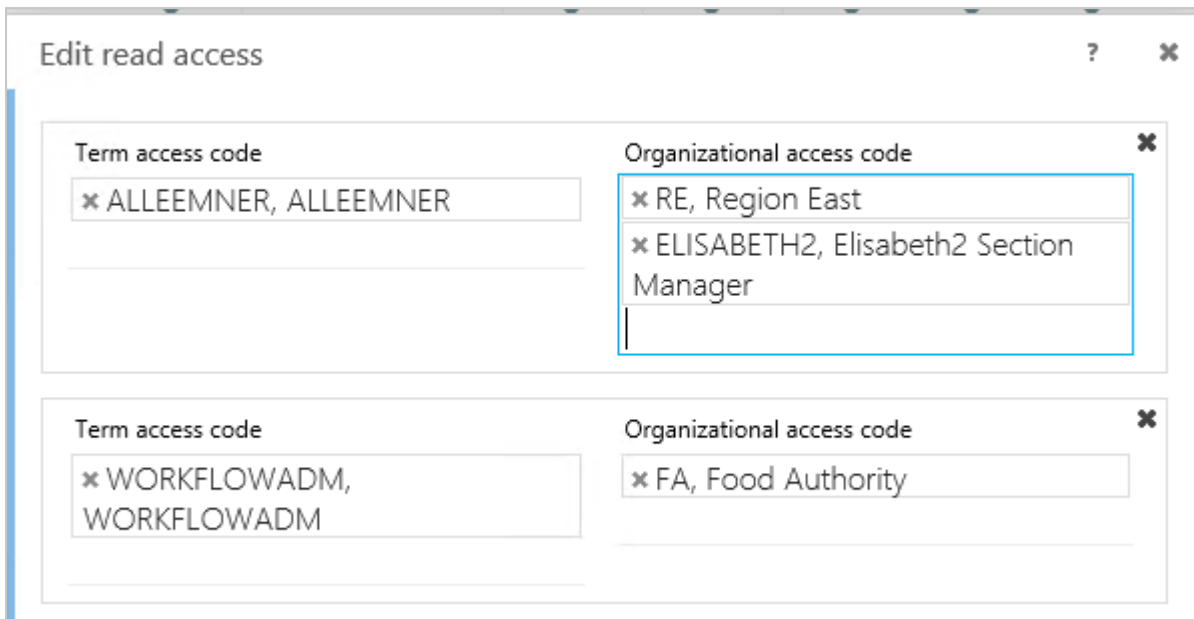 Edit read access
?
Term access code
Organizational access code
ALLEEMNER, ALLEEMNER
RE, Region East
ELISABETH2, Elisabeth2 Section
Manager
Term access code
Organizational access code
WORKFLOWADM,
WORKFLOWADM
FA, Food Authority